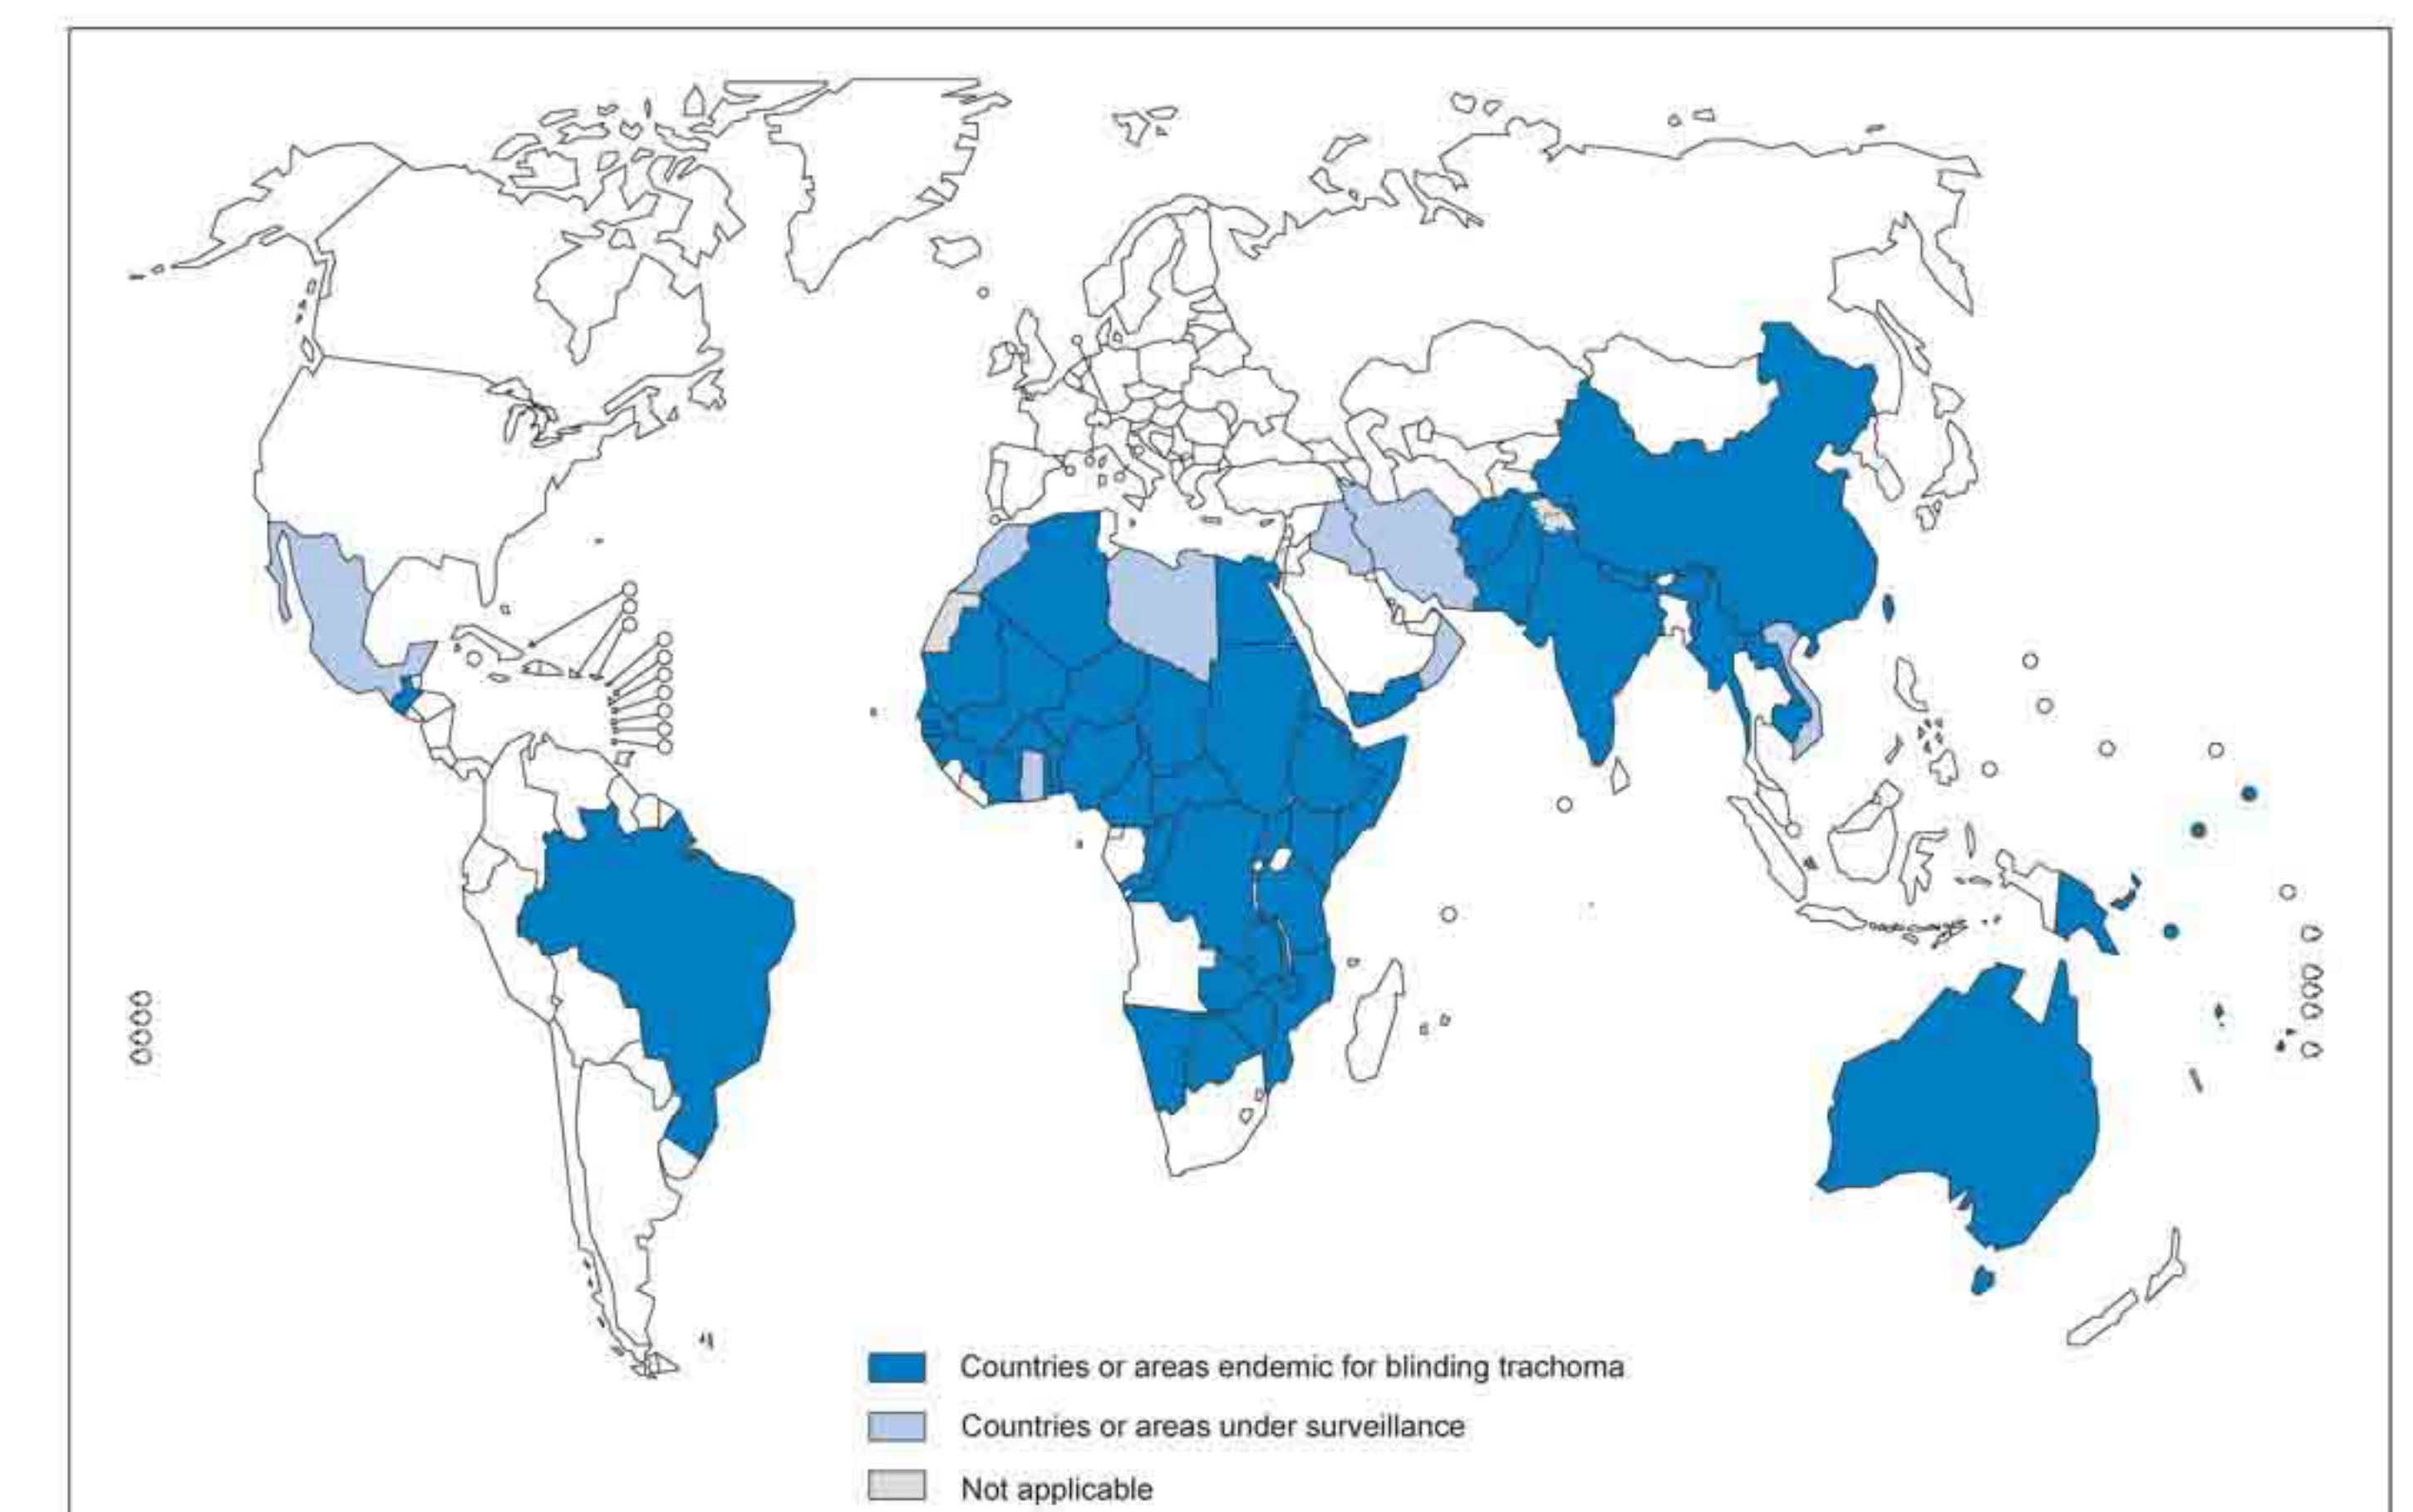 Countries or areas endemic for blinding trachoma
Countries or areas under surveillance
Not applicable